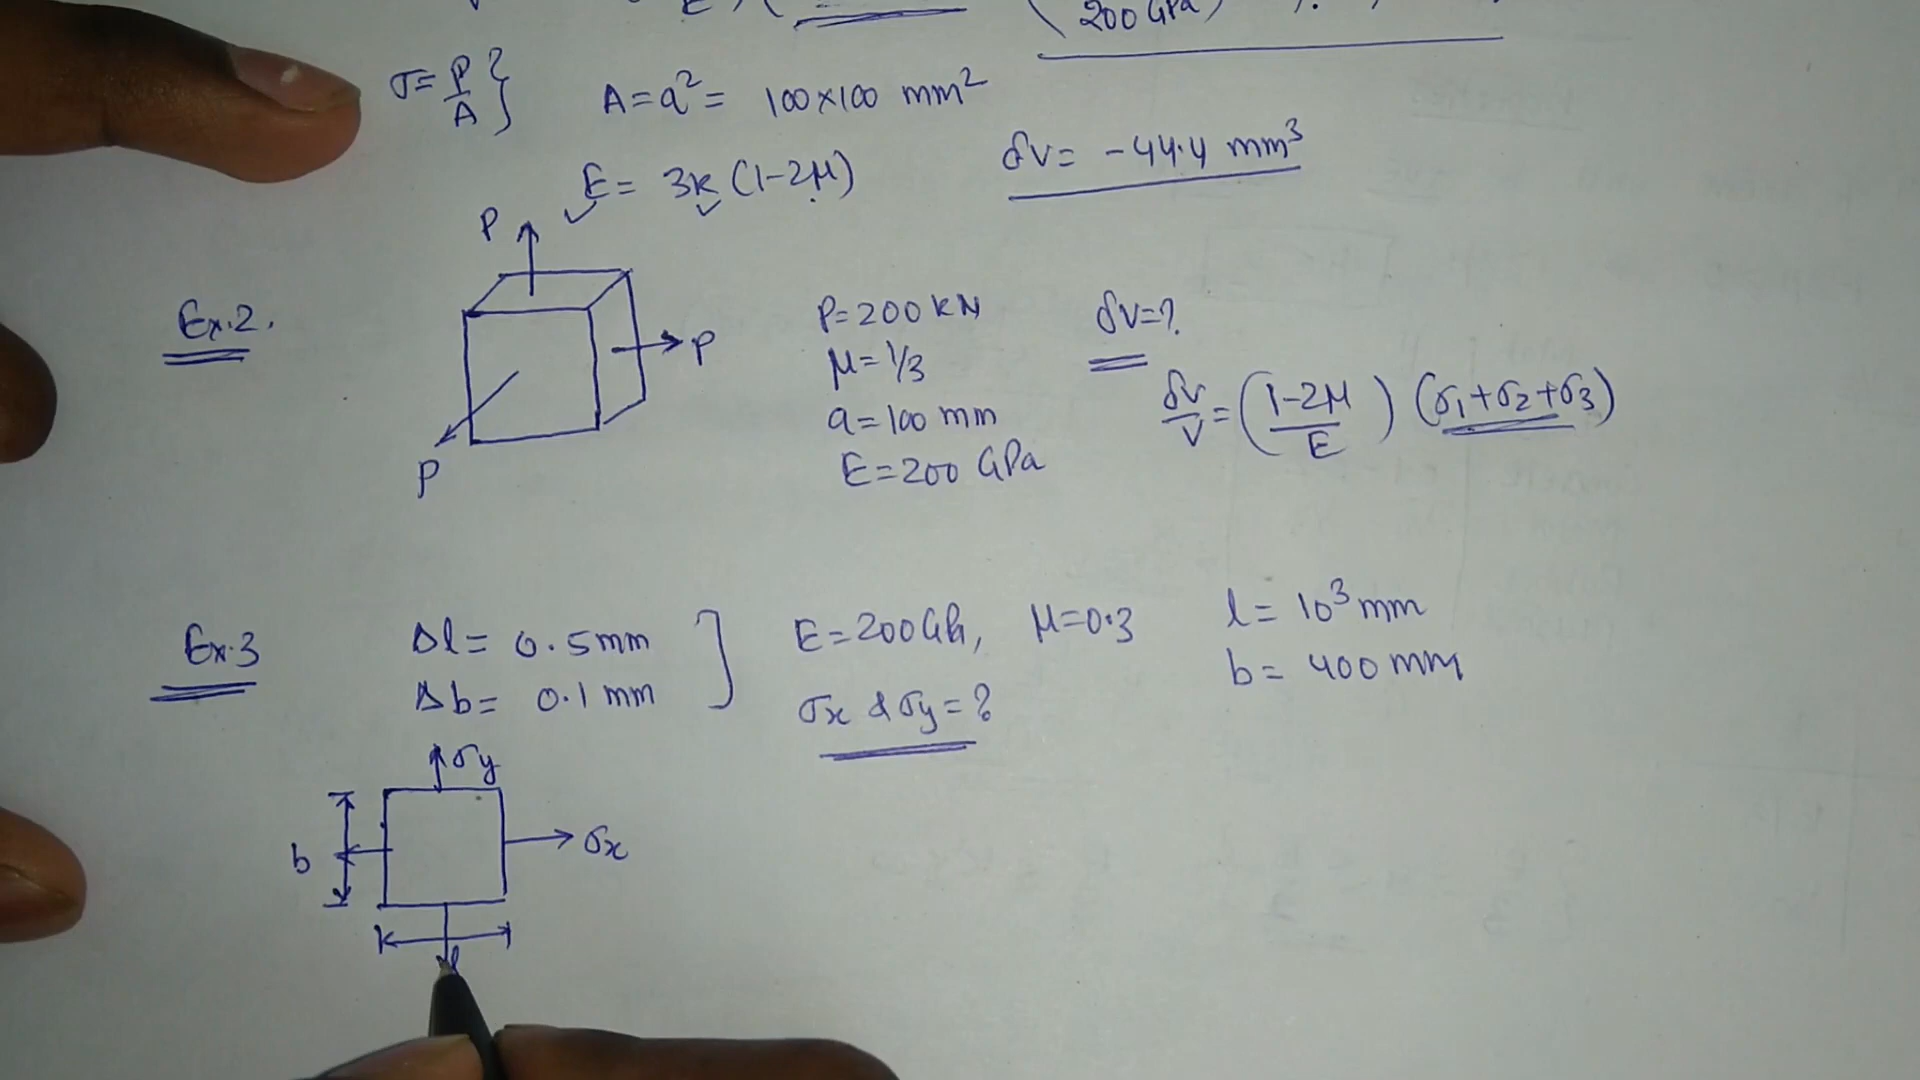 200 GPa)
σ = P/A }
A = a² = 100×100 mm²
E = 3k (1-2μ)
δv = -44.4 mm³
P
Ex.2.
P
P
P = 200 kN
μ = 1/3
a = 100 mm
E = 200 GPa
δv = ?
δv/V = (1-2μ/E) (σ1+σ2+σ3)
Ex.3
Δl = 0.5 mm
Δb = 0.1 mm
E = 200 GPa, μ = 0.3
σx & σy = ?
l = 10³ mm
b = 400 mm
σy
b
σx
l